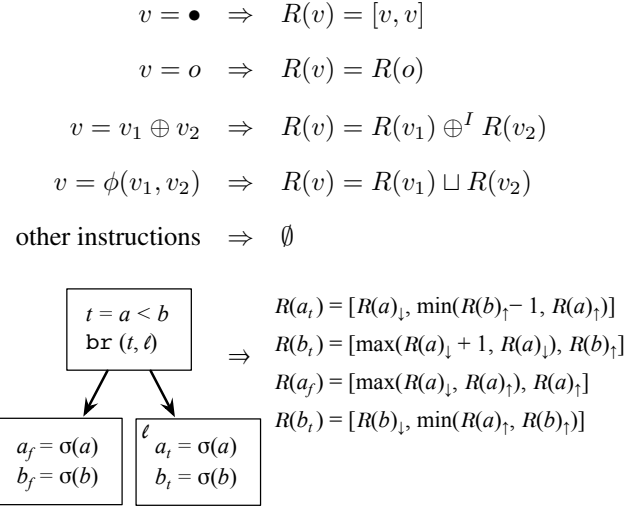 v = • ⇒ R(v) = [v, v]
v = o ⇒ R(v) = R(o)
v = v₁ ⊕ v₂ ⇒ R(v) = R(v₁) ⊕ᴵ R(v₂)
v = ϕ(v₁, v₂) ⇒ R(v) = R(v₁) ⊔ R(v₂)
other instructions ⇒ ∅
t = a < b
br (t, ℓ)
⇒
R(aₜ) = [R(a)↓, min(R(b)↑ − 1, R(a)↑)]
R(bₜ) = [max(R(a)↓ + 1, R(a)↓), R(b)↑]
R(a_f) = [max(R(a)↓, R(a)↑), R(a)↑]
R(bₜ) = [R(b)↓, min(R(a)↑, R(b)↑)]
a_f = σ(a)
b_f = σ(b)
ℓ aₜ = σ(a)
bₜ = σ(b)